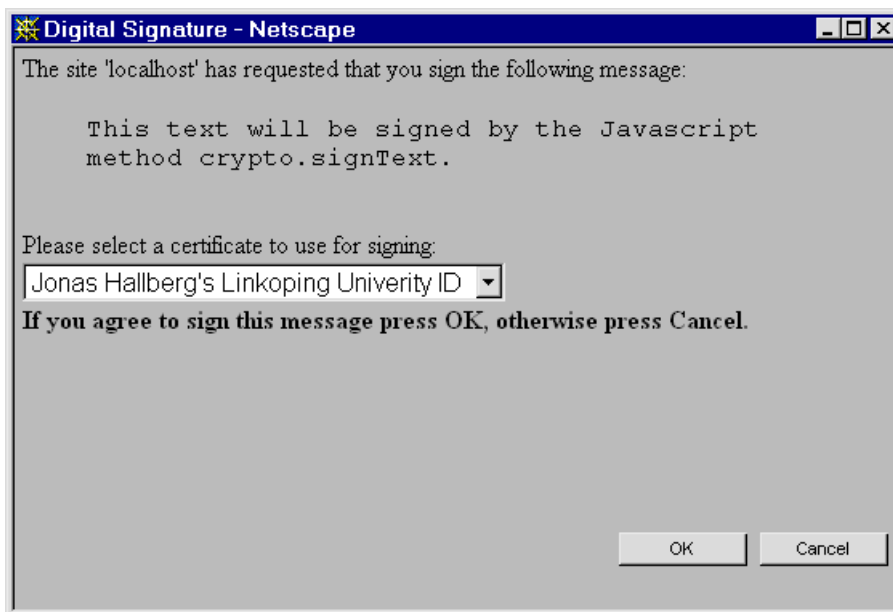 Digital Signature - Netscape
The site 'localhost' has requested that you sign the following message:
This text will be signed by the Javascript
method crypto.signText.
Please select a certificate to use for signing:
Jonas Hallberg's Linkoping Univerity ID
If you agree to sign this message press OK, otherwise press Cancel.
OK Cancel